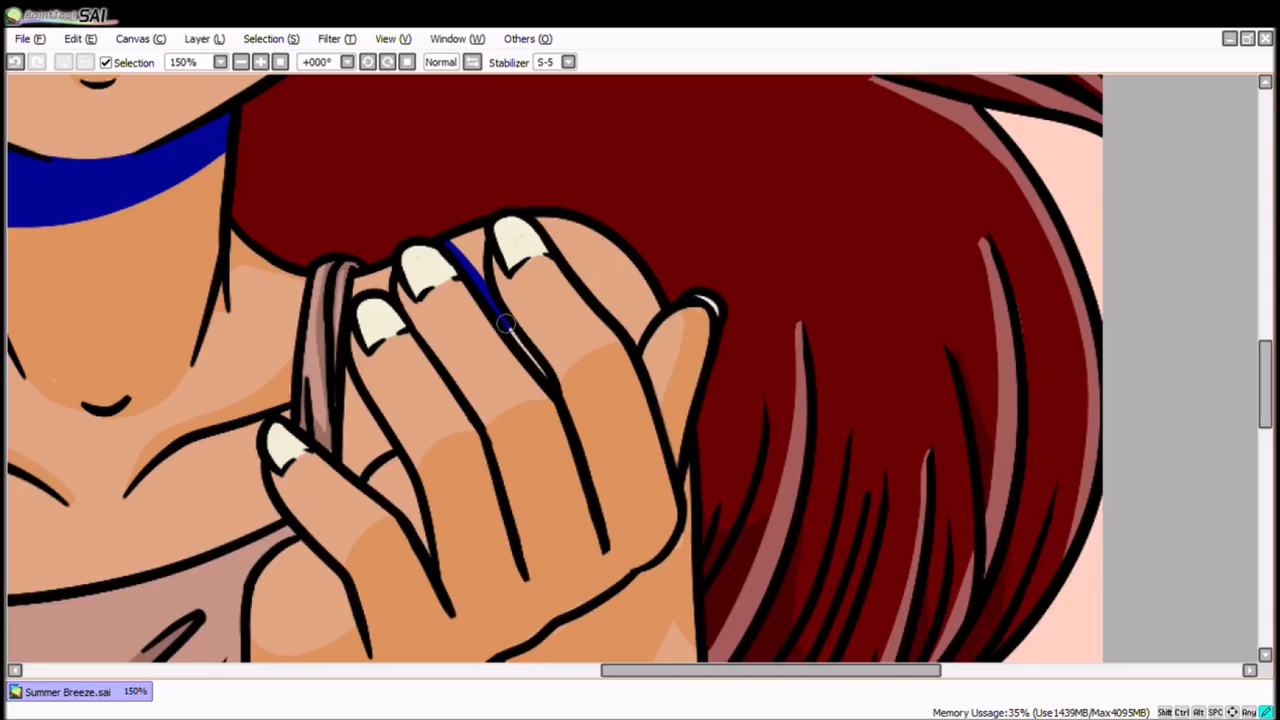 PaintTool SAI
File (F) Edit (E) Canvas (C) Layer (L) Selection (S) Filter (T) View (V) Window (W) Others (O)
Selection 150% +000° Normal Stabilizer S-5
Summer Breeze.sai 150%
Memory Ussage:35% (Use1439MB/Max4095MB) Shift Ctrl Alt SPC Any